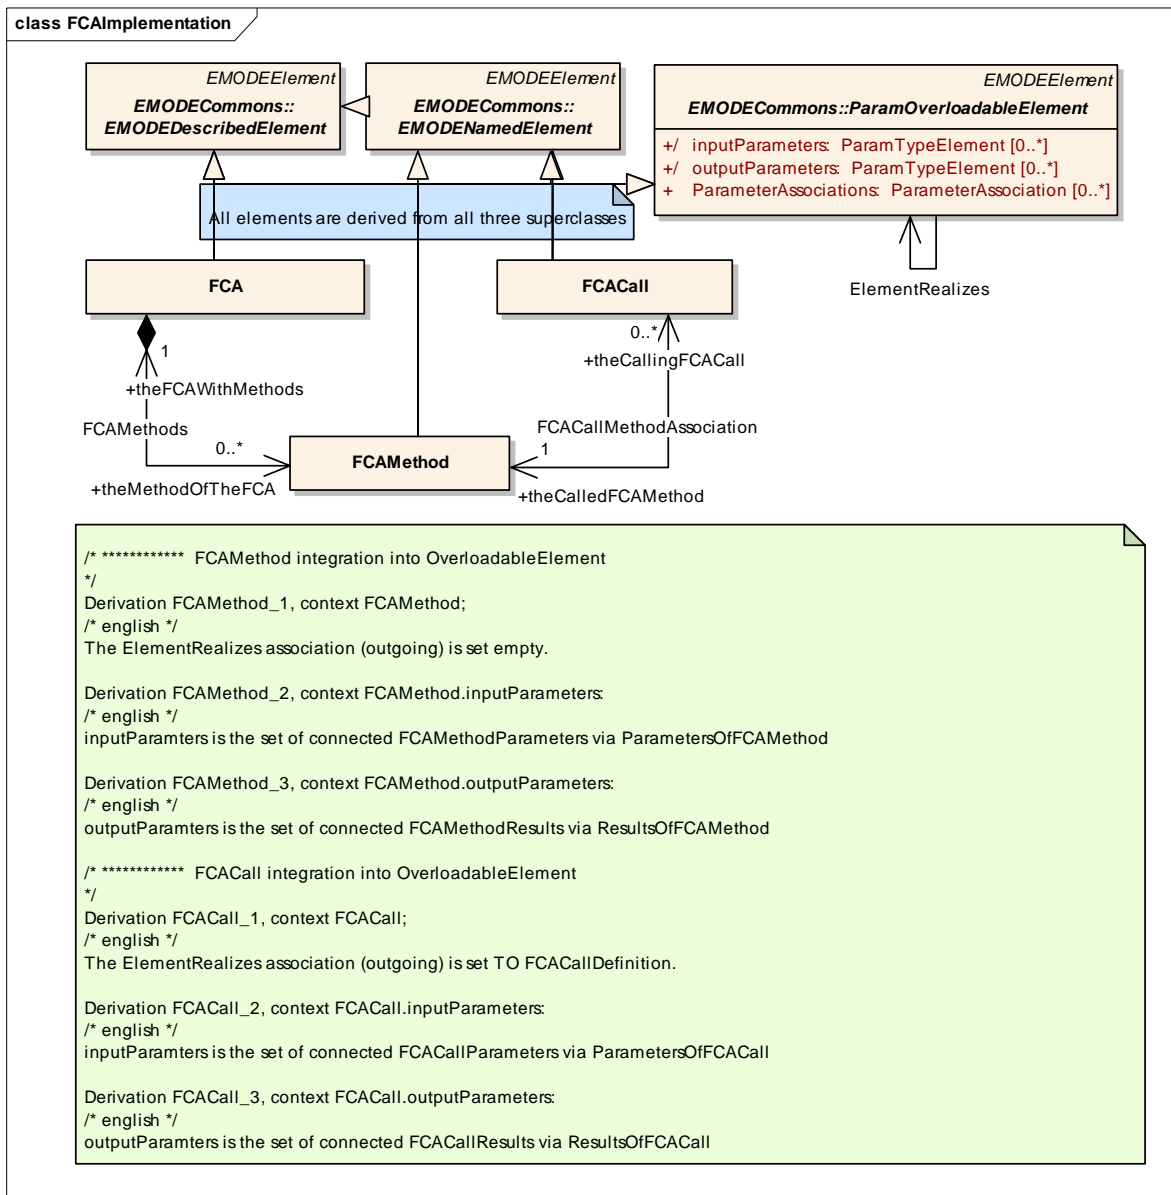 class FCAImplementation
EMODEElement
EMODECommons::
EMODEDescribedElement
EMODEElement
EMODECommons::
EMODENamedElement
EMODEElement
EMODECommons::ParamOverloadableElement
+/ inputParameters: ParamTypeElement [0..*]
+/ outputParameters: ParamTypeElement [0..*]
+ ParameterAssociations: ParameterAssociation [0..*]
All elements are derived from all three superclasses
FCA
FCACall
ElementRealizes
1
+theFCAWithMethods
0..*
+theCallingFCACall
FCAMethods
FCACallMethodAssociation
0..*
1
FCAMethod
+theMethodOfTheFCA
+theCalledFCAMethod
/* ************ FCAMethod integration into OverloadableElement
*/
Derivation FCAMethod_1, context FCAMethod;
/* english */
The ElementRealizes association (outgoing) is set empty.
Derivation FCAMethod_2, context FCAMethod.inputParameters:
/* english */
inputParamters is the set of connected FCAMethodParameters via ParametersOfFCAMethod
Derivation FCAMethod_3, context FCAMethod.outputParameters:
/* english */
outputParamters is the set of connected FCAMethodResults via ResultsOfFCAMethod
/* ************ FCACall integration into OverloadableElement
*/
Derivation FCACall_1, context FCACall;
/* english */
The ElementRealizes association (outgoing) is set TO FCACallDefinition.
Derivation FCACall_2, context FCACall.inputParameters:
/* english */
inputParamters is the set of connected FCACallParameters via ParametersOfFCACall
Derivation FCACall_3, context FCACall.outputParameters:
/* english */
outputParamters is the set of connected FCACallResults via ResultsOfFCACall